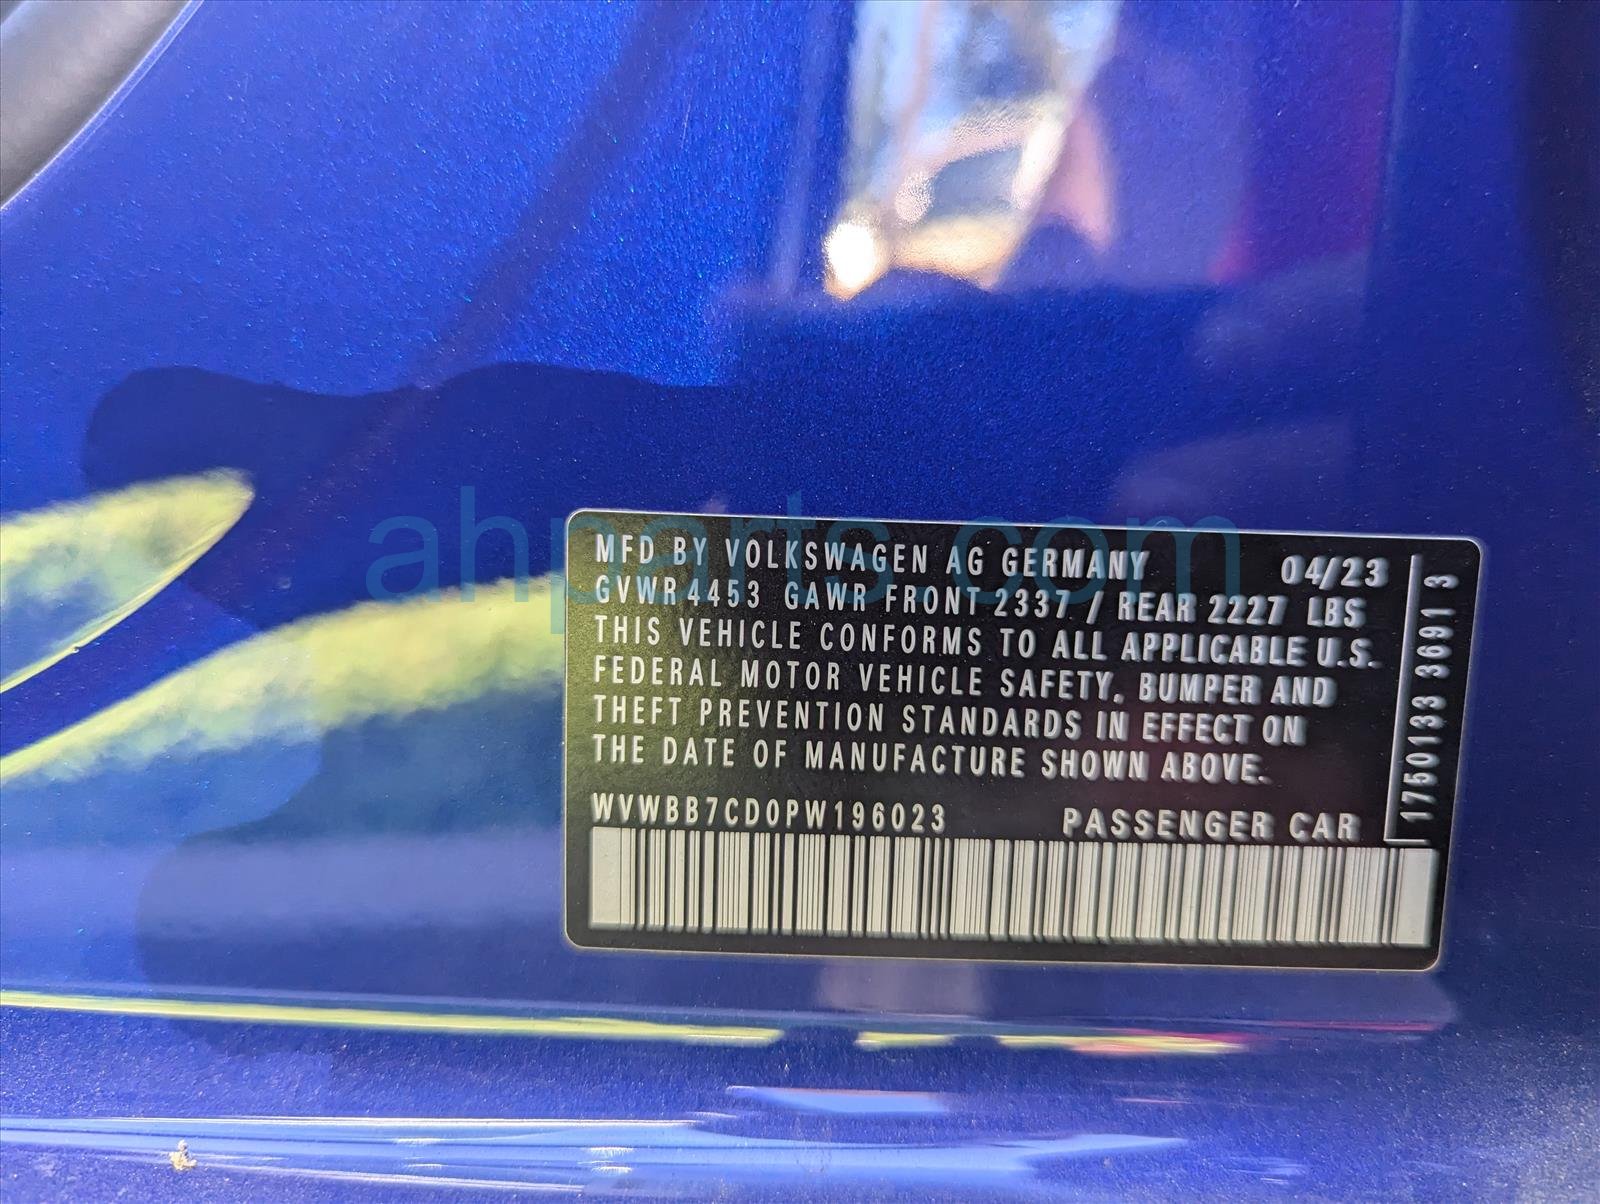 MFD BY VOLKSWAGEN AG GERMANY 04/23
GVWR 4453 GAWR FRONT 2337 / REAR 2227 LBS
THIS VEHICLE CONFORMS TO ALL APPLICABLE U.S.
FEDERAL MOTOR VEHICLE SAFETY, BUMPER AND
THEFT PREVENTION STANDARDS IN EFFECT ON
THE DATE OF MANUFACTURE SHOWN ABOVE.
WVWBB7CD0PW196023 PASSENGER CAR
1750133 3691 3
ahparts.com